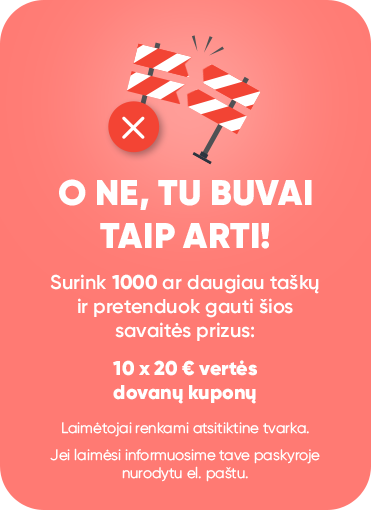 O NE, TU BUVAI
TAIP ARTI!
Surink 1000 ar daugiau taškų
ir pretenduok gauti šios
savaitės prizus:
10 x 20 € vertės
dovanų kuponų
Laimėtojai renkami atsitiktine tvarka.
Jei laimėsi informuosime tave paskyroje
nurodytu el. paštu.